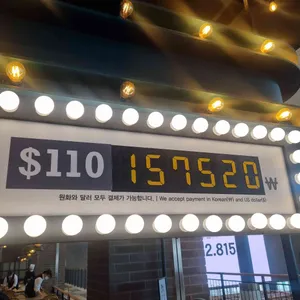 $110 157520₩
원화와 달러 모두 결제가 가능합니다. ( We accept payment in Korean(₩) and US dollar($)
2.815